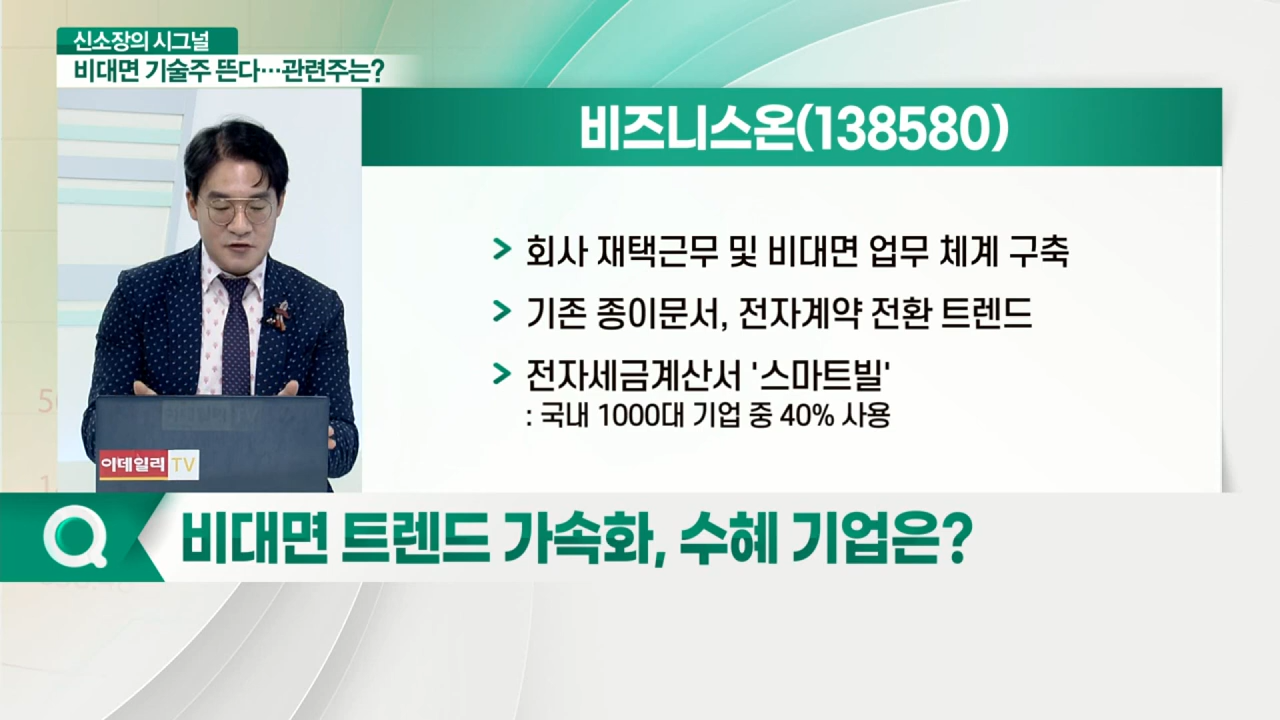 신소장의 시그널
비대면 기술주 뜬다…관련주는?
비즈니스온(138580)
> 회사 재택근무 및 비대면 업무 체계 구축
> 기존 종이문서, 전자계약 전환 트렌드
> 전자세금계산서 '스마트빌'
: 국내 1000대 기업 중 40% 사용
이데일리 TV
비대면 트렌드 가속화, 수혜 기업은?